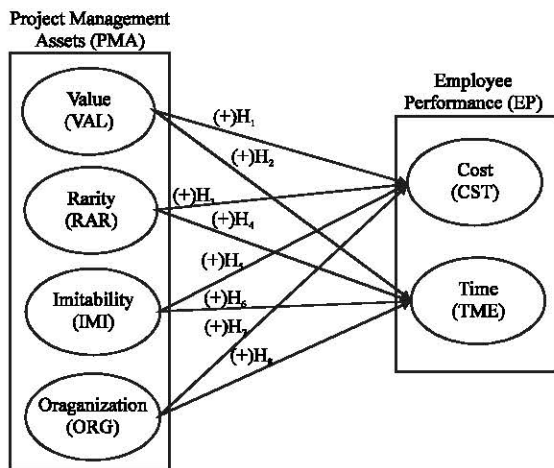 Project Management
Assets (PMA)
Value
(VAL)
Rarity
(RAR)
Imitability
(IMI)
Oraganization
(ORG)
(+)H₁
(+)H₂
(+)H₃
(+)H₄
(+)H₅
(+)H₆
(+)H₇
(+)H₈
Employee
Performance (EP)
Cost
(CST)
Time
(TME)